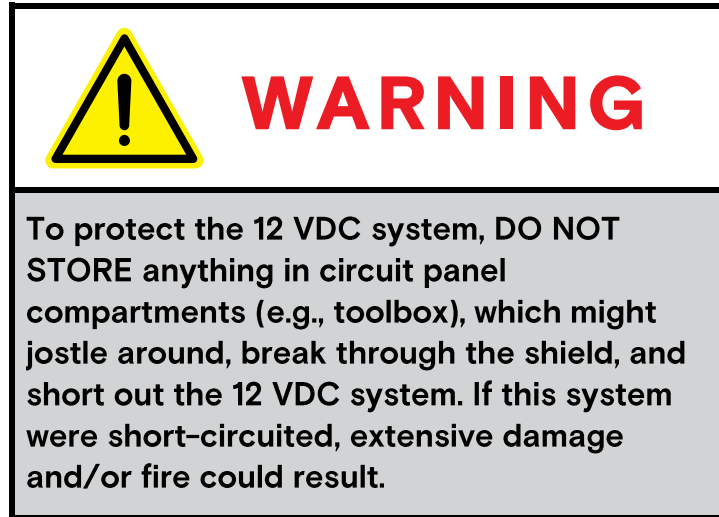 WARNING
To protect the 12 VDC system, DO NOT
STORE anything in circuit panel
compartments (e.g., toolbox), which might
jostle around, break through the shield, and
short out the 12 VDC system. If this system
were short-circuited, extensive damage
and/or fire could result.